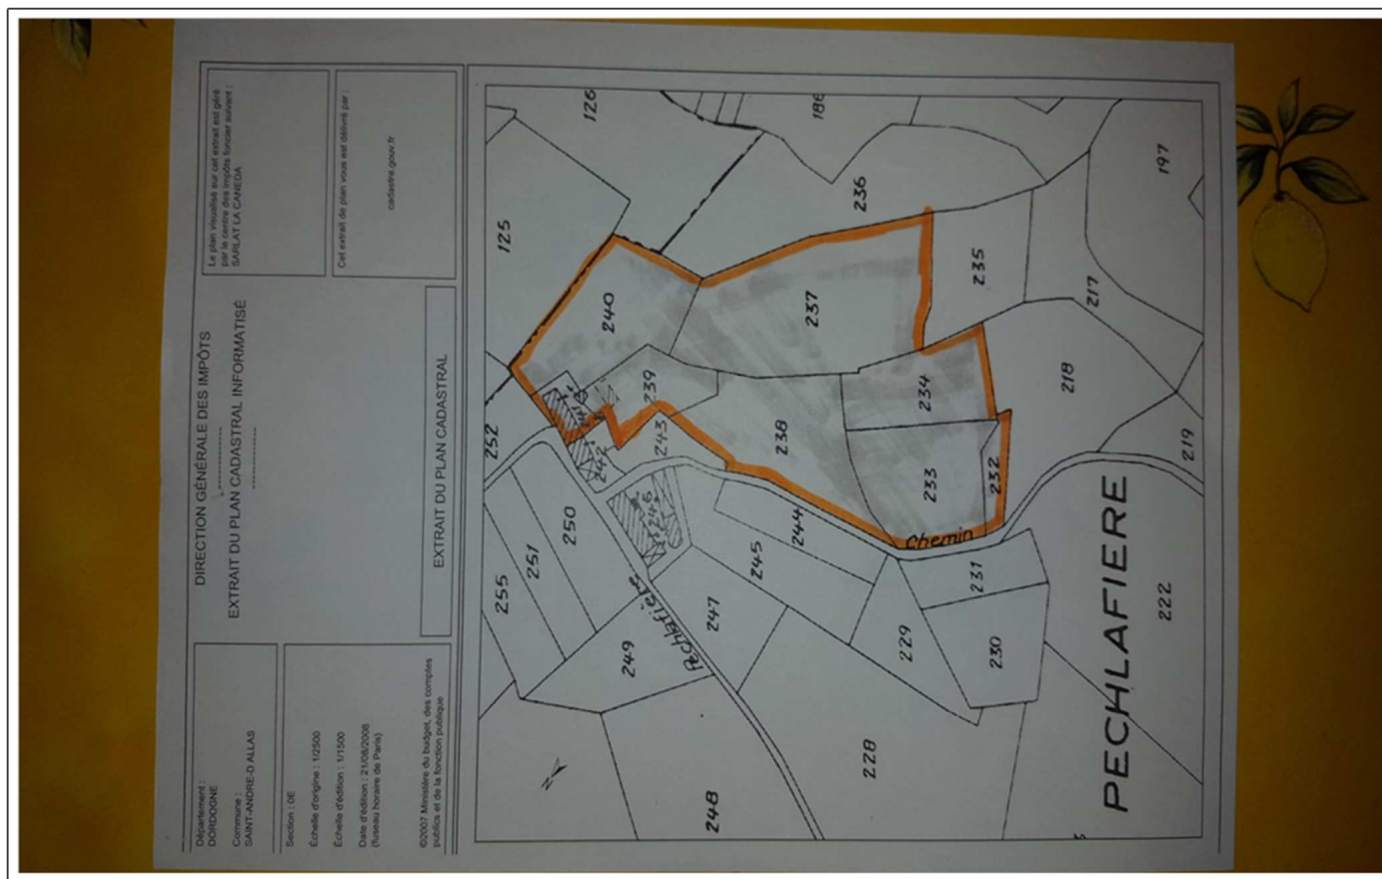 DIRECTION GÉNÉRALE DES IMPÔTS
EXTRAIT DU PLAN CADASTRAL INFORMATISÉ
Département :
DORDOGNE
Commune :
SAINT-ANDRE-D ALLAS
Section : 0E
Échelle d'origine : 1/2500
Échelle d'édition : 1/1500
Date d'édition : 21/08/2008
(fuseau horaire de Paris)
©2007 Ministère du budget, des comptes
publics et de la fonction publique
Le plan visualisé sur cet extrait est géré
par le centre des impôts foncier suivant :
SARLAT LA CANEDA
Cet extrait de plan vous est délivré par :
cadastre.gouv.fr
EXTRAIT DU PLAN CADASTRAL
126
186
197
125
236
235
217
240
237
239
234
218
252
242
243
238
233
232
219
250
251
255
246
244
245
Chemin
231
249
Pechlafière
247
229
230
222
248
228
PECHLAFIERE